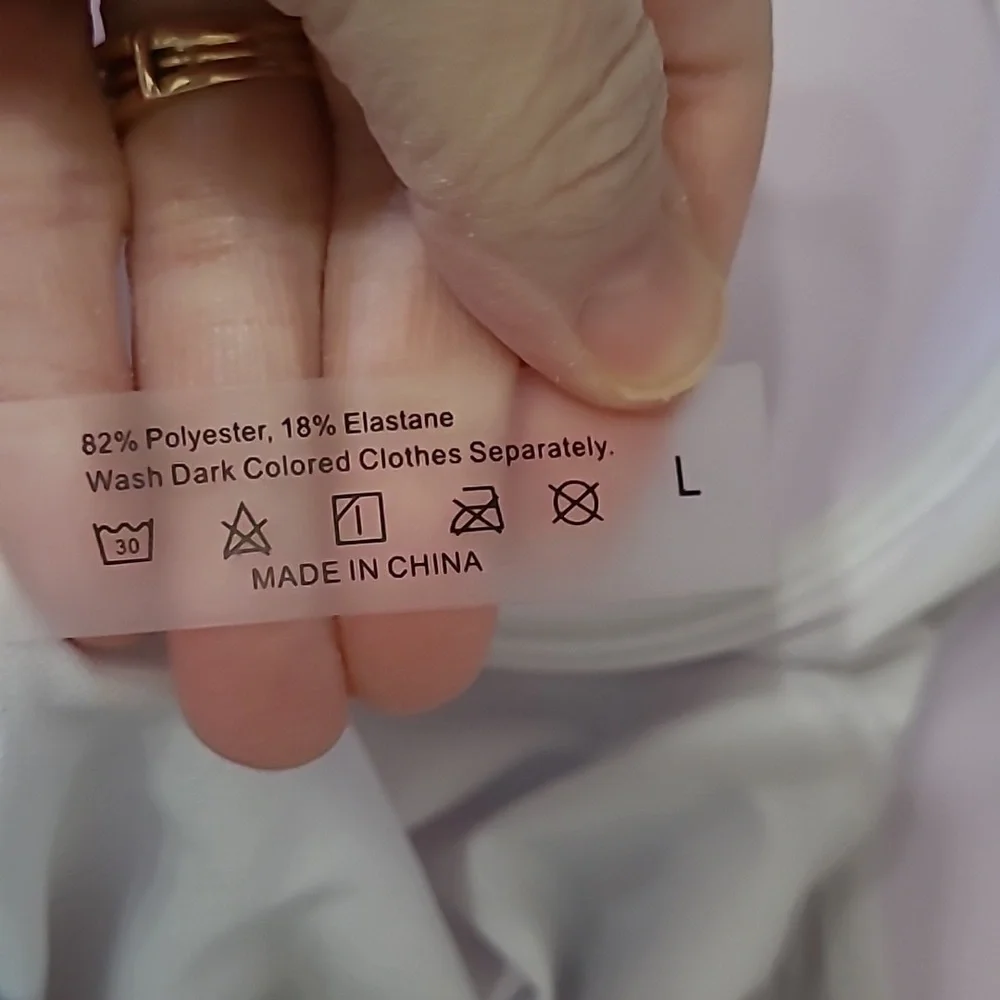 82% Polyester, 18% Elastane
Wash Dark Colored Clothes Separately.
30
L
MADE IN CHINA